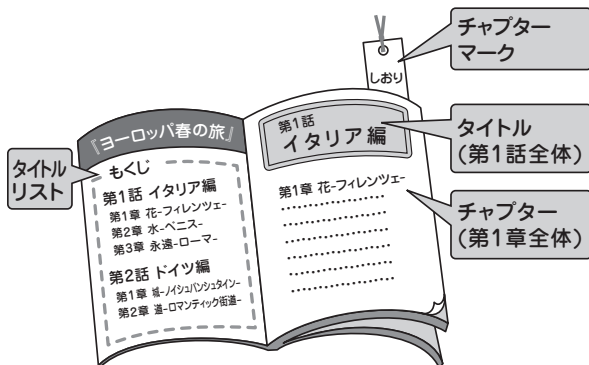 チャプター
マーク
しおり
『ヨーロッパ春の旅』
もくじ
第1話 イタリア編
第1章 花-フィレンツェ-
第2章 水-ベニス-
第3章 永遠-ローマ-
第2話 ドイツ編
第1章 城-ノイシュバンシュタイン-
第2章 道-ロマンティック街道-
タイトル
リスト
第1話
イタリア編
第1章 花-フィレンツェ-
タイトル
(第1話全体)
チャプター
(第1章全体)